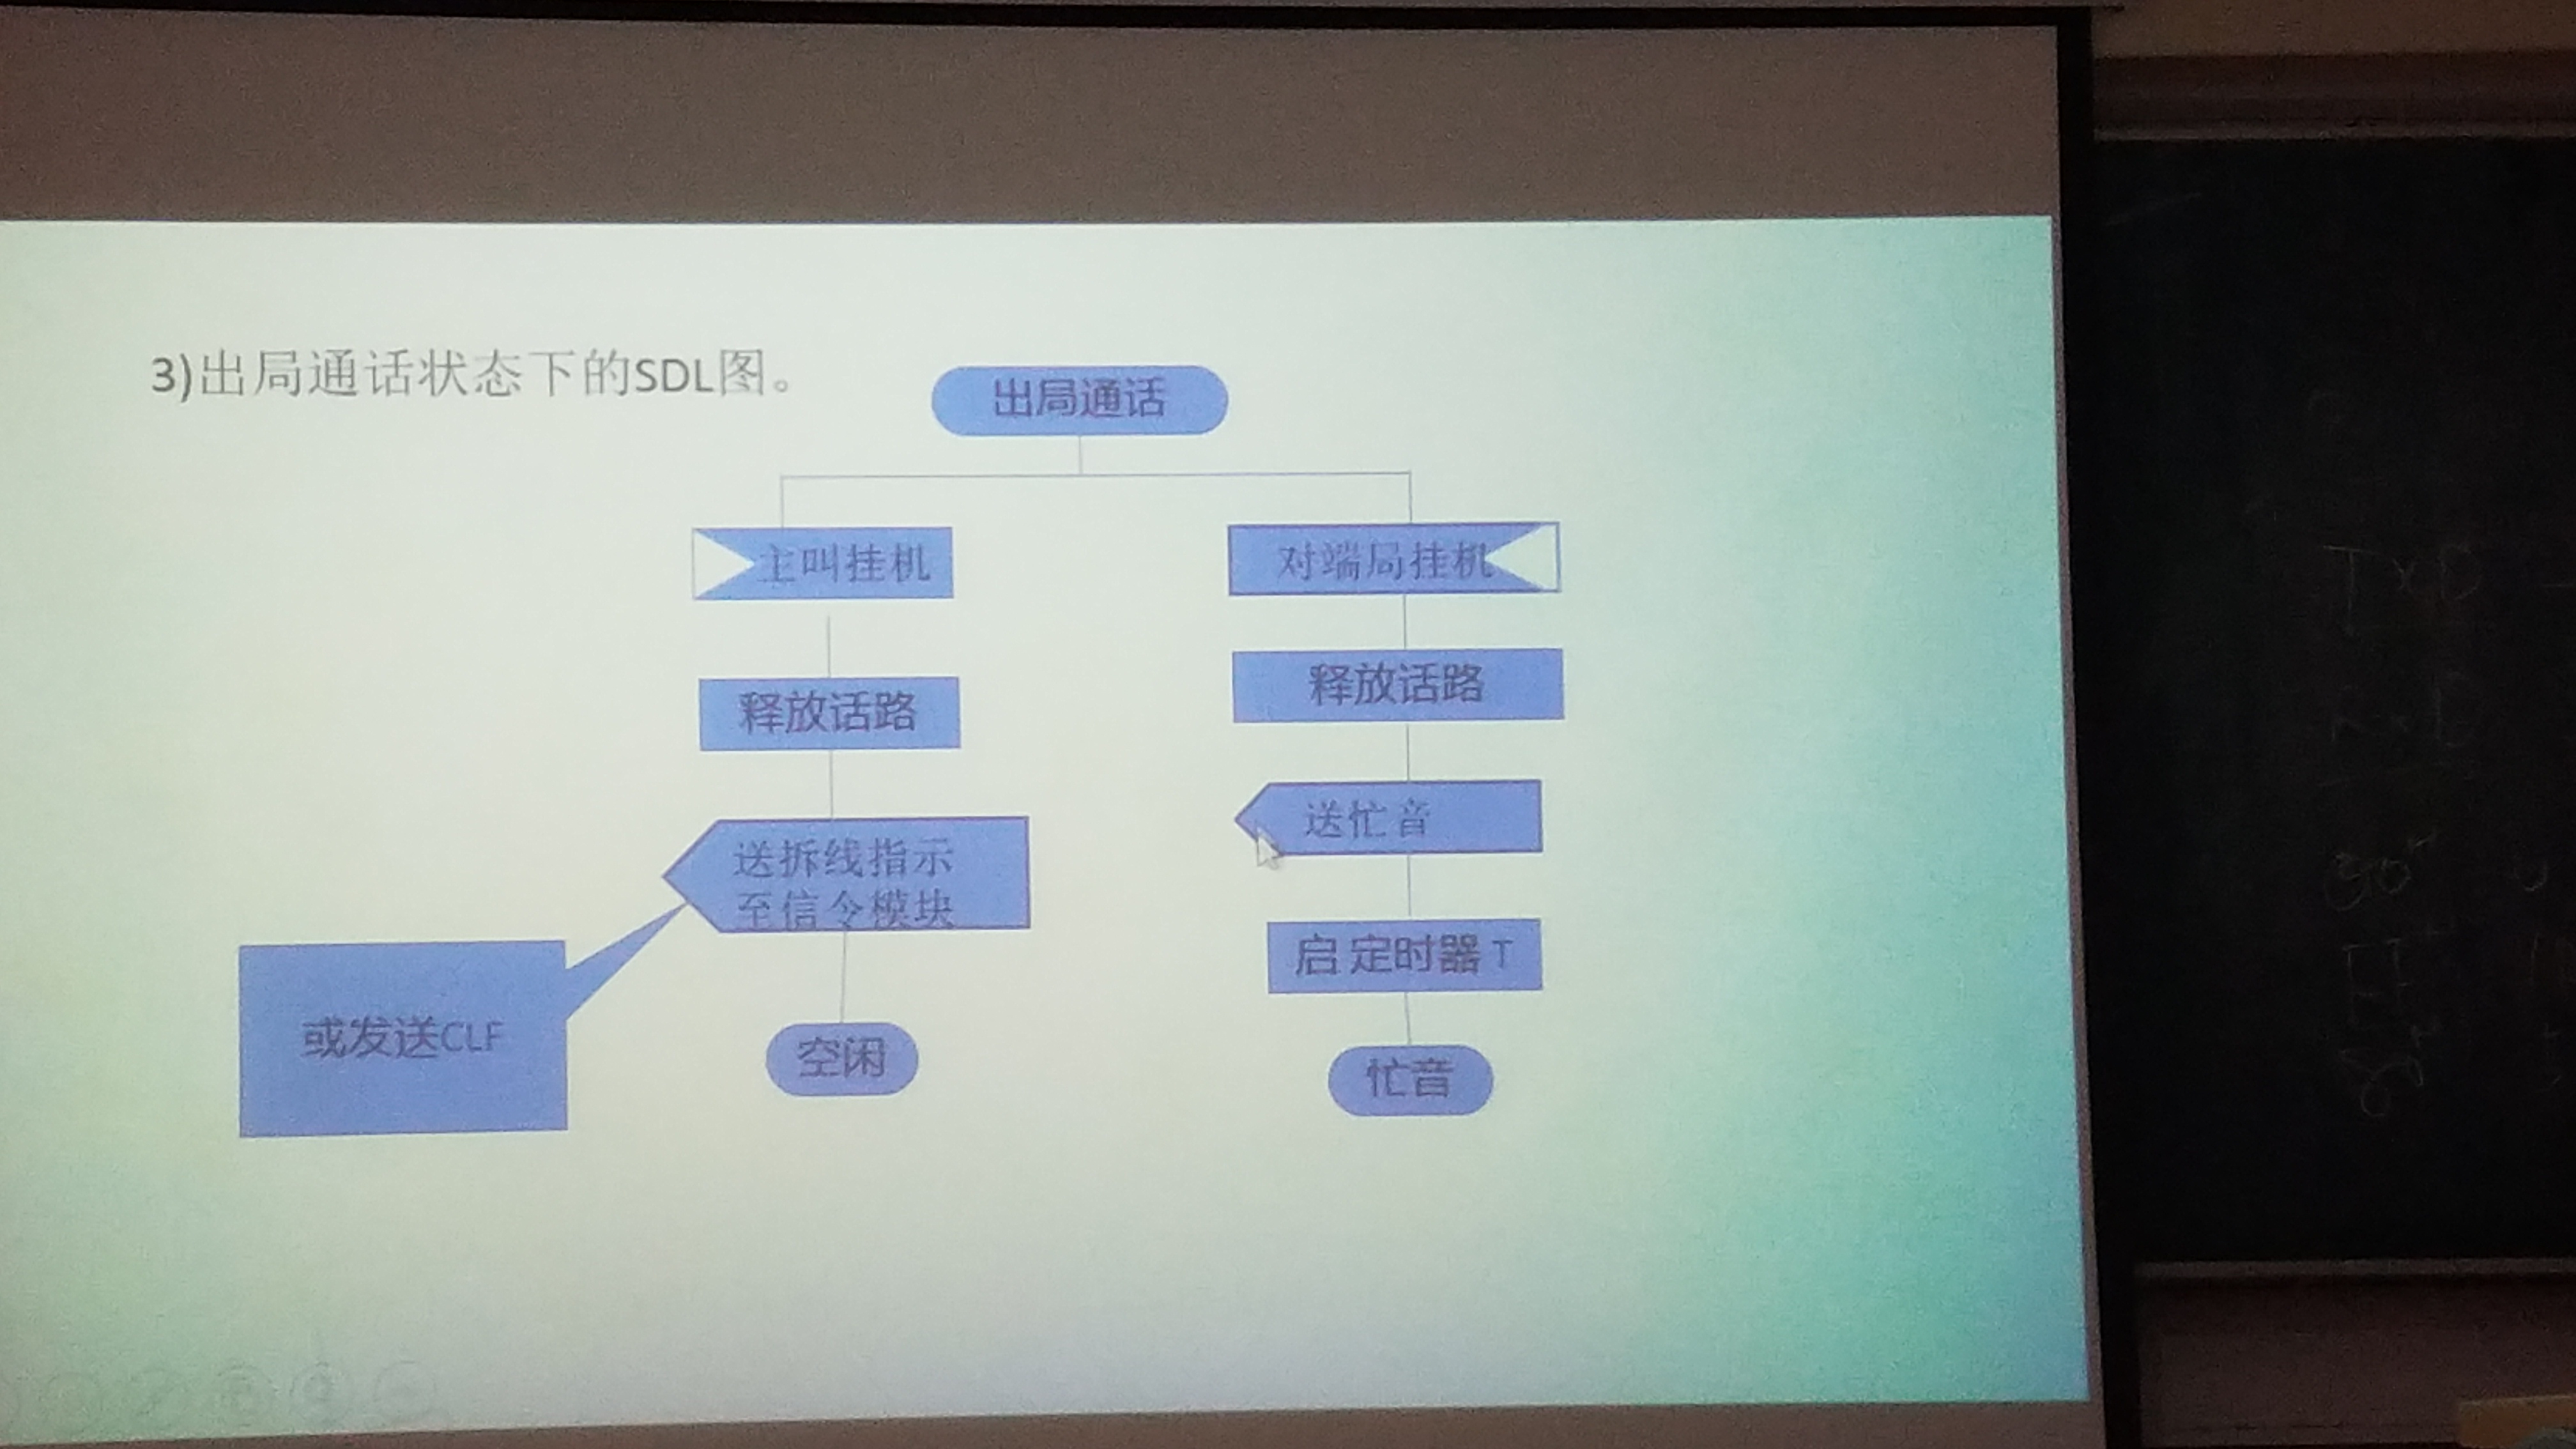 3)出局通话状态下的SDL图。
出局通话
主叫挂机
对端局挂机
释放话路
释放话路
送拆线指示
至信令模块
送忙音
启 定时器 T
或发送CLF
空闲
忙音
TxD